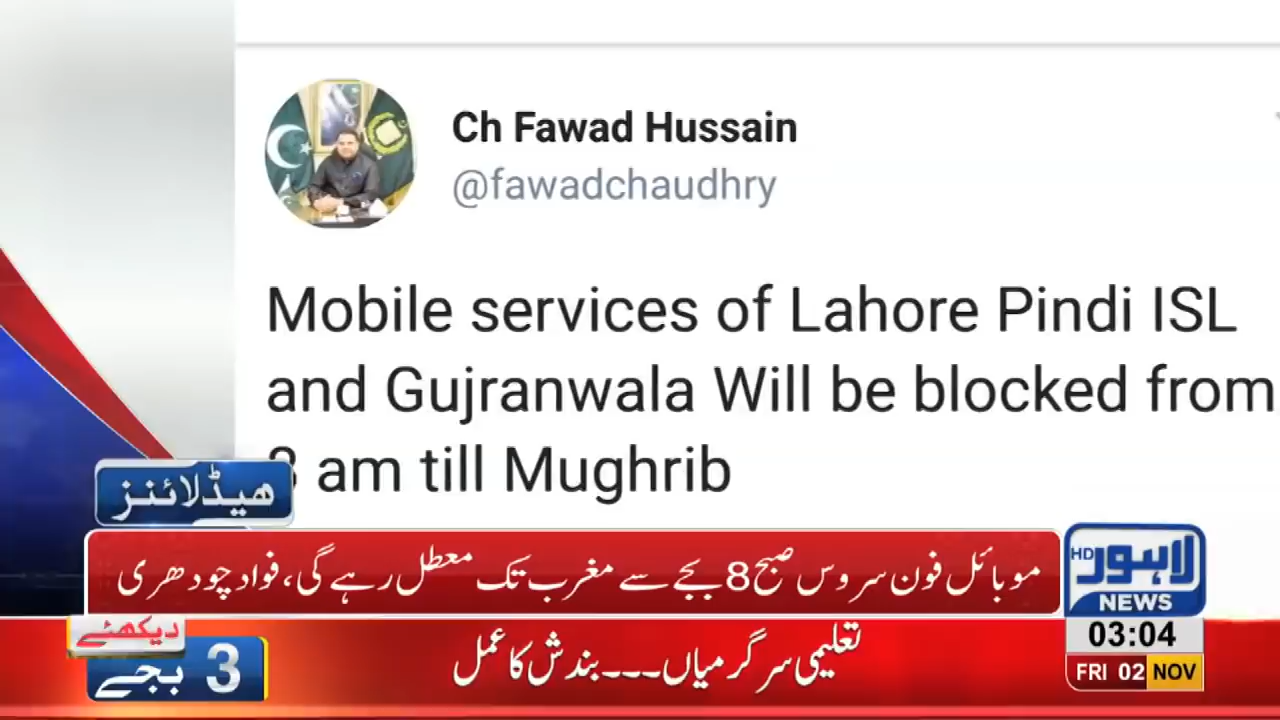 Ch Fawad Hussain
@fawadchaudhry
Mobile services of Lahore Pindi ISL
and Gujranwala Will be blocked from
8 am till Mughrib
ھیڈلائنز
موبائل فون سروس صبح 8 بجے سے مغرب تک معطل رہے گی، فواد چودھری
HD لاہور
NEWS
دیکھئے
3 بجے
تعلیمی سرگرمیاں۔۔۔ بندش کا عمل
03:04
FRI 02 NOV